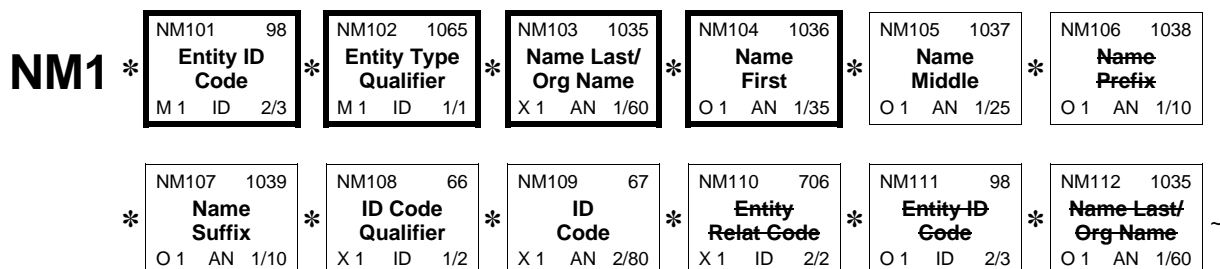 NM101 98 NM102 1065 NM103 1035 NM104 1036 NM105 1037 NM106 1038
NM1 * Entity ID * Entity Type * Name Last/ * Name * Name * Name
Code Qualifier Org Name First Middle Prefix
M 1 ID 2/3 M 1 ID 1/1 X 1 AN 1/60 O 1 AN 1/35 O 1 AN 1/25 O 1 AN 1/10
NM107 1039 NM108 66 NM109 67 NM110 706 NM111 98 NM112 1035
* Name * ID Code * ID * Entity * Entity ID * Name Last/ ~
Suffix Qualifier Code Relat Code Code Org Name
O 1 AN 1/10 X 1 ID 1/2 X 1 AN 2/80 X 1 ID 2/2 O 1 ID 2/3 O 1 AN 1/60